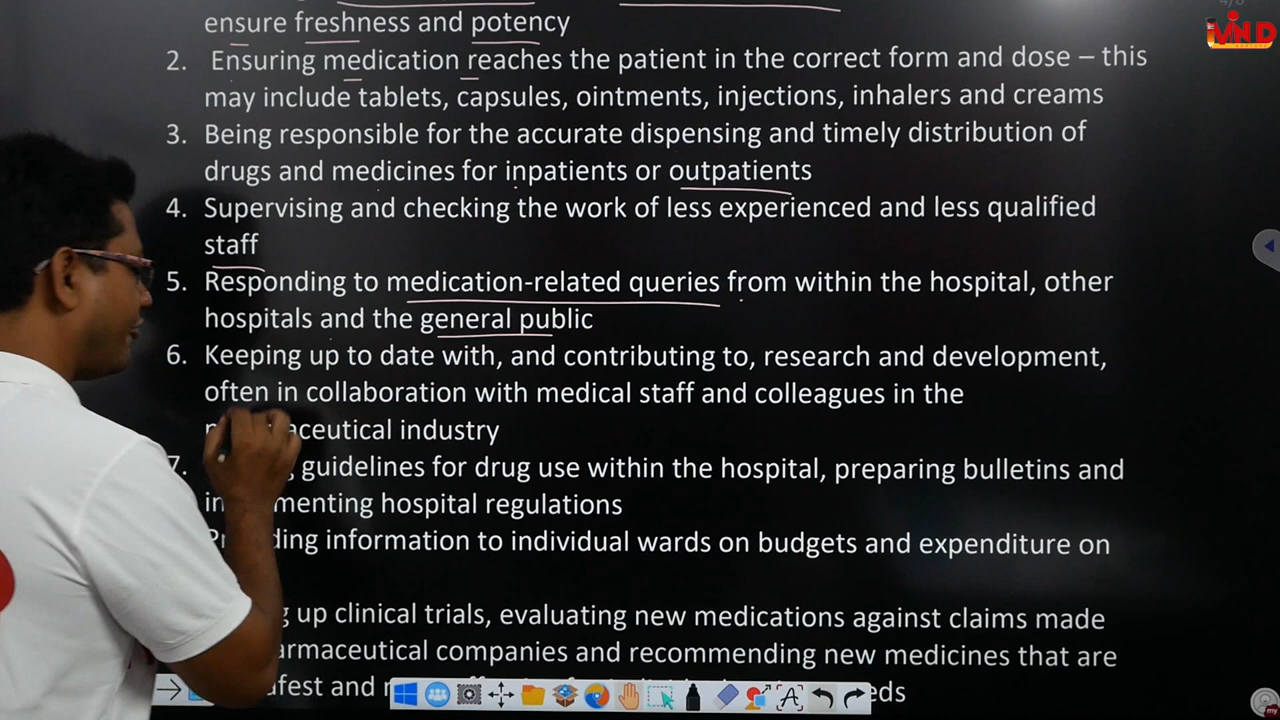 ensure freshness and potency
2. Ensuring medication reaches the patient in the correct form and dose – this
may include tablets, capsules, ointments, injections, inhalers and creams
3. Being responsible for the accurate dispensing and timely distribution of
drugs and medicines for inpatients or outpatients
4. Supervising and checking the work of less experienced and less qualified
staff
5. Responding to medication-related queries from within the hospital, other
hospitals and the general public
6. Keeping up to date with, and contributing to, research and development,
often in collaboration with medical staff and colleagues in the
industry
7. guidelines for drug use within the hospital, preparing bulletins and
hospital regulations
information to individual wards on budgets and expenditure on
up clinical trials, evaluating new medications against claims made
companies and recommending new medicines that are
and
MIND